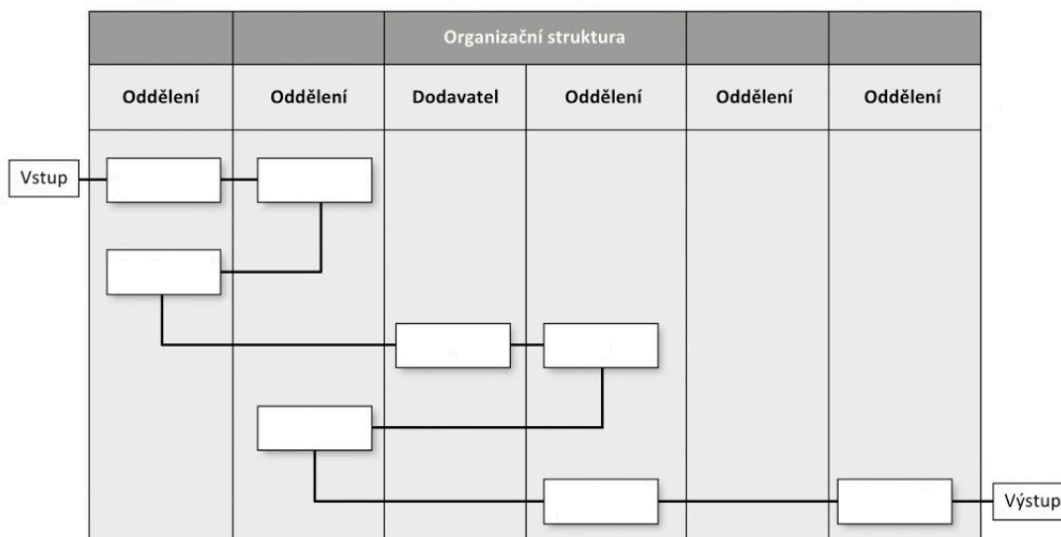 Organizační struktura
Oddělení Oddělení Dodavatel Oddělení Oddělení Oddělení
Vstup
Výstup